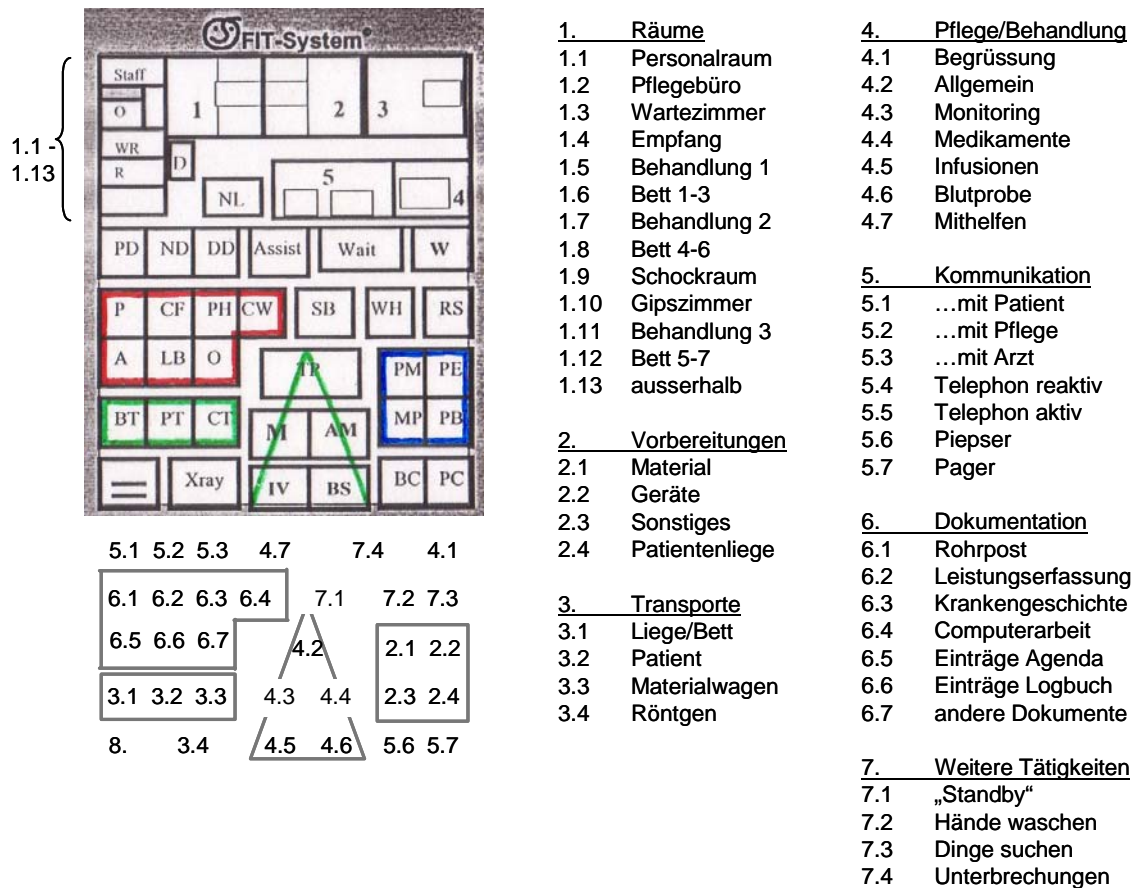 FIT-System®
Staff
O
1 2 3
WR
D
R
5
NL 4
1.1 -
1.13
PD ND DD Assist Wait W
P CF PH CW SB WH RS
A LB O TP PM PE
BT PT CT M AM MP PB
Xray IV BS BC PC
5.1 5.2 5.3 4.7 7.4 4.1
6.1 6.2 6.3 6.4 7.1 7.2 7.3
6.5 6.6 6.7 4.2 2.1 2.2
3.1 3.2 3.3 4.3 4.4 2.3 2.4
8. 3.4 4.5 4.6 5.6 5.7
1. Räume
1.1 Personalraum
1.2 Pflegebüro
1.3 Wartezimmer
1.4 Empfang
1.5 Behandlung 1
1.6 Bett 1-3
1.7 Behandlung 2
1.8 Bett 4-6
1.9 Schockraum
1.10 Gipszimmer
1.11 Behandlung 3
1.12 Bett 5-7
1.13 ausserhalb
2. Vorbereitungen
2.1 Material
2.2 Geräte
2.3 Sonstiges
2.4 Patientenliege
3. Transporte
3.1 Liege/Bett
3.2 Patient
3.3 Materialwagen
3.4 Röntgen
4. Pflege/Behandlung
4.1 Begrüssung
4.2 Allgemein
4.3 Monitoring
4.4 Medikamente
4.5 Infusionen
4.6 Blutprobe
4.7 Mithelfen
5. Kommunikation
5.1 …mit Patient
5.2 …mit Pflege
5.3 …mit Arzt
5.4 Telephon reaktiv
5.5 Telephon aktiv
5.6 Piepser
5.7 Pager
6. Dokumentation
6.1 Rohrpost
6.2 Leistungserfassung
6.3 Krankengeschichte
6.4 Computerarbeit
6.5 Einträge Agenda
6.6 Einträge Logbuch
6.7 andere Dokumente
7. Weitere Tätigkeiten
7.1 „Standby“
7.2 Hände waschen
7.3 Dinge suchen
7.4 Unterbrechungen